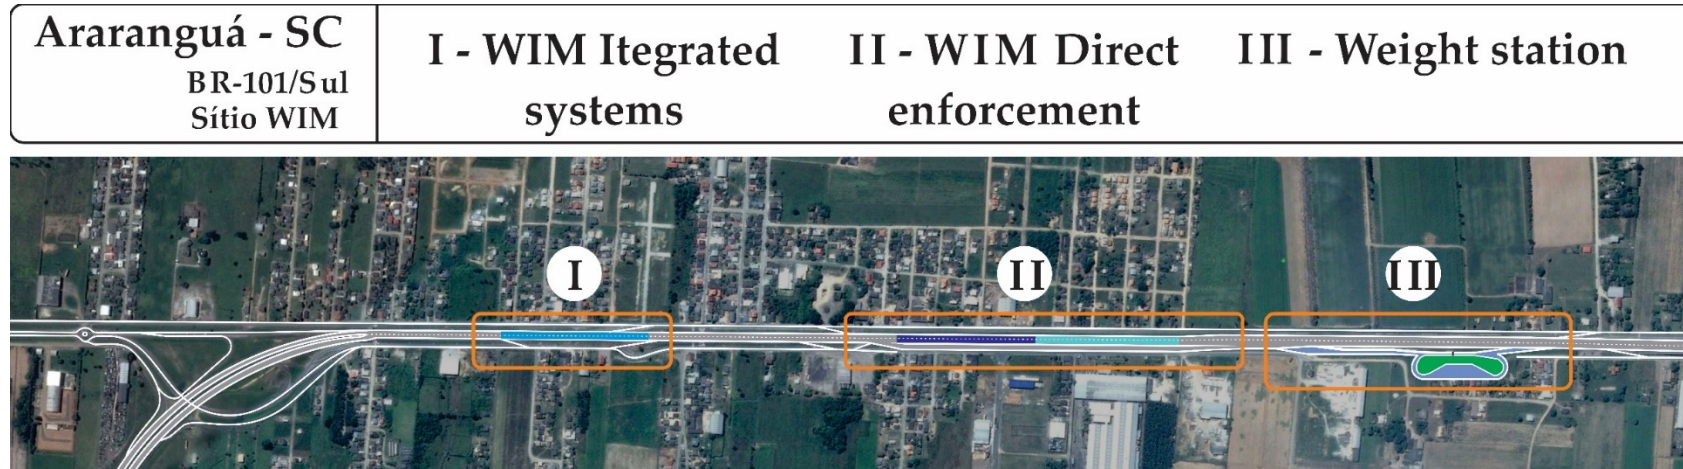 Araranguá - SC
BR-101/Sul
Sítio WIM
I - WIM Itegrated
systems
II - WIM Direct
enforcement
III - Weight station
I
II
III